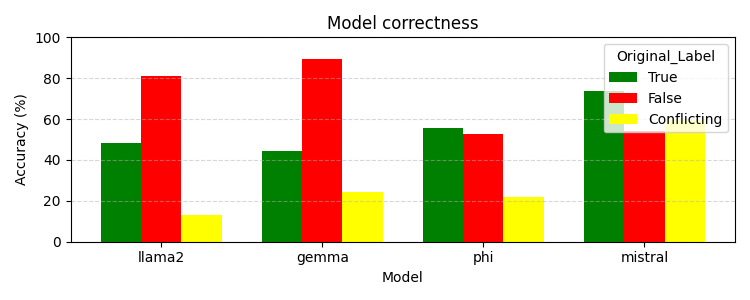 Model correctness
Accuracy (%)
100
80
60
40
20
0
Original_Label
True
False
Conflicting
llama2 gemma phi mistral
Model